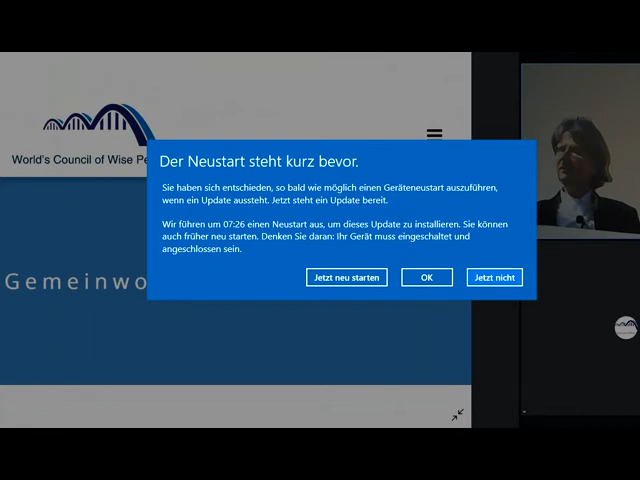 World's Council of Wise Pe
Der Neustart steht kurz bevor.
Sie haben sich entschieden, so bald wie möglich einen Geräteneustart auszuführen,
wenn ein Update aussteht. Jetzt steht ein Update bereit.
Wir führen um 07:26 einen Neustart aus, um dieses Update zu installieren. Sie können
auch früher neu starten. Denken Sie daran: Ihr Gerät muss eingeschaltet und
angeschlossen sein.
Jetzt neu starten OK Jetzt nicht
Gemeinwo